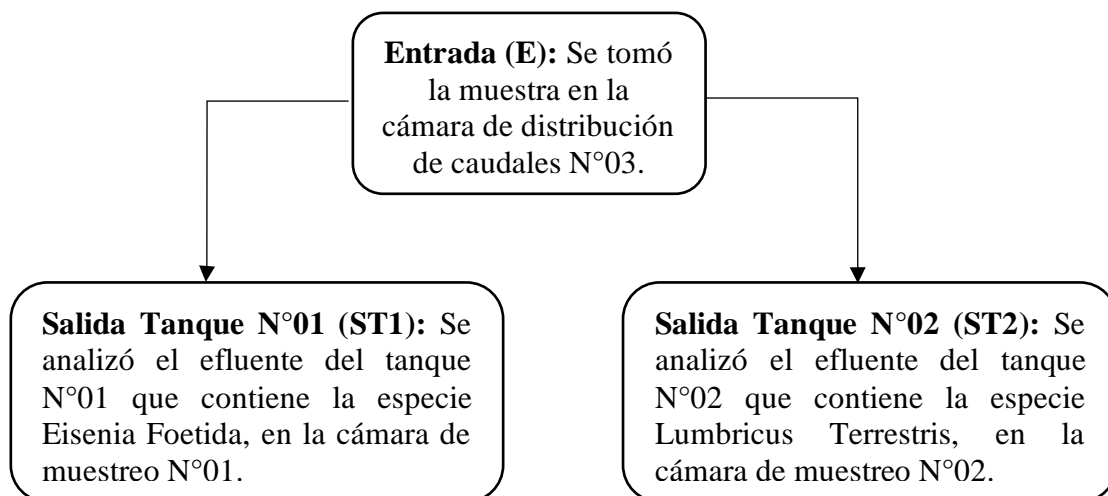 Entrada (E): Se tomó
la muestra en la
cámara de distribución
de caudales N°03.
Salida Tanque N°01 (ST1): Se
analizó el efluente del tanque
N°01 que contiene la especie
Eisenia Foetida, en la cámara de
muestreo N°01.
Salida Tanque N°02 (ST2): Se
analizó el efluente del tanque
N°02 que contiene la especie
Lumbricus Terrestris, en la
cámara de muestreo N°02.